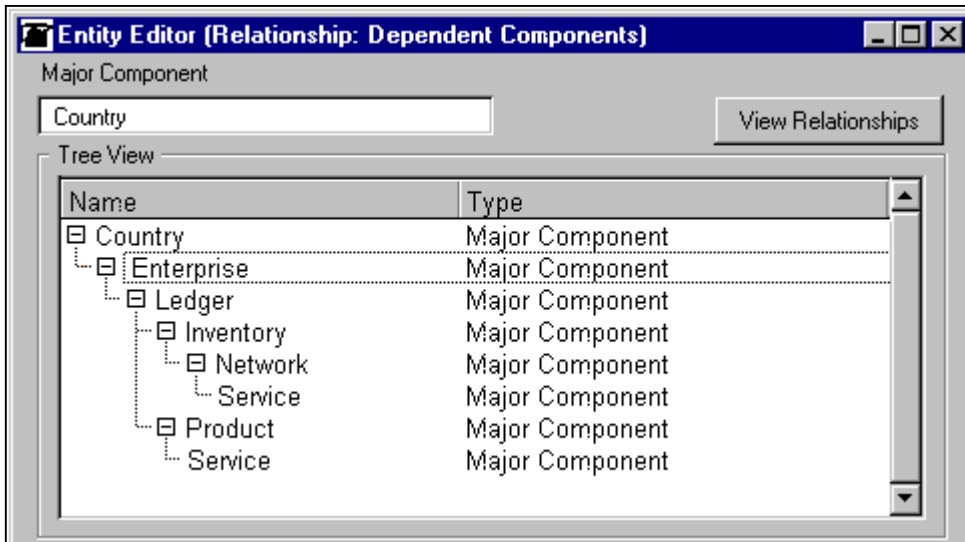 Entity Editor (Relationship: Dependent Components)
Major Component
Country View Relationships
Tree View
Name Type
Country Major Component
Enterprise Major Component
Ledger Major Component
Inventory Major Component
Network Major Component
Service Major Component
Product Major Component
Service Major Component